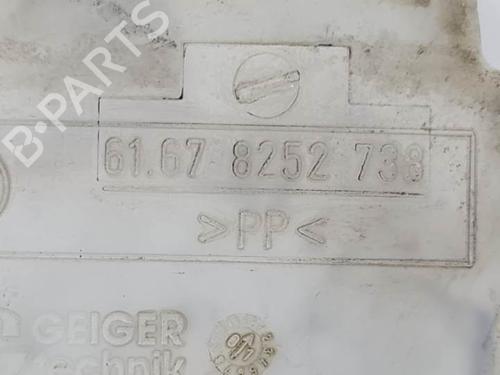 B-PARTS
61.67 8252 738
>PP<
GEIGER
technik